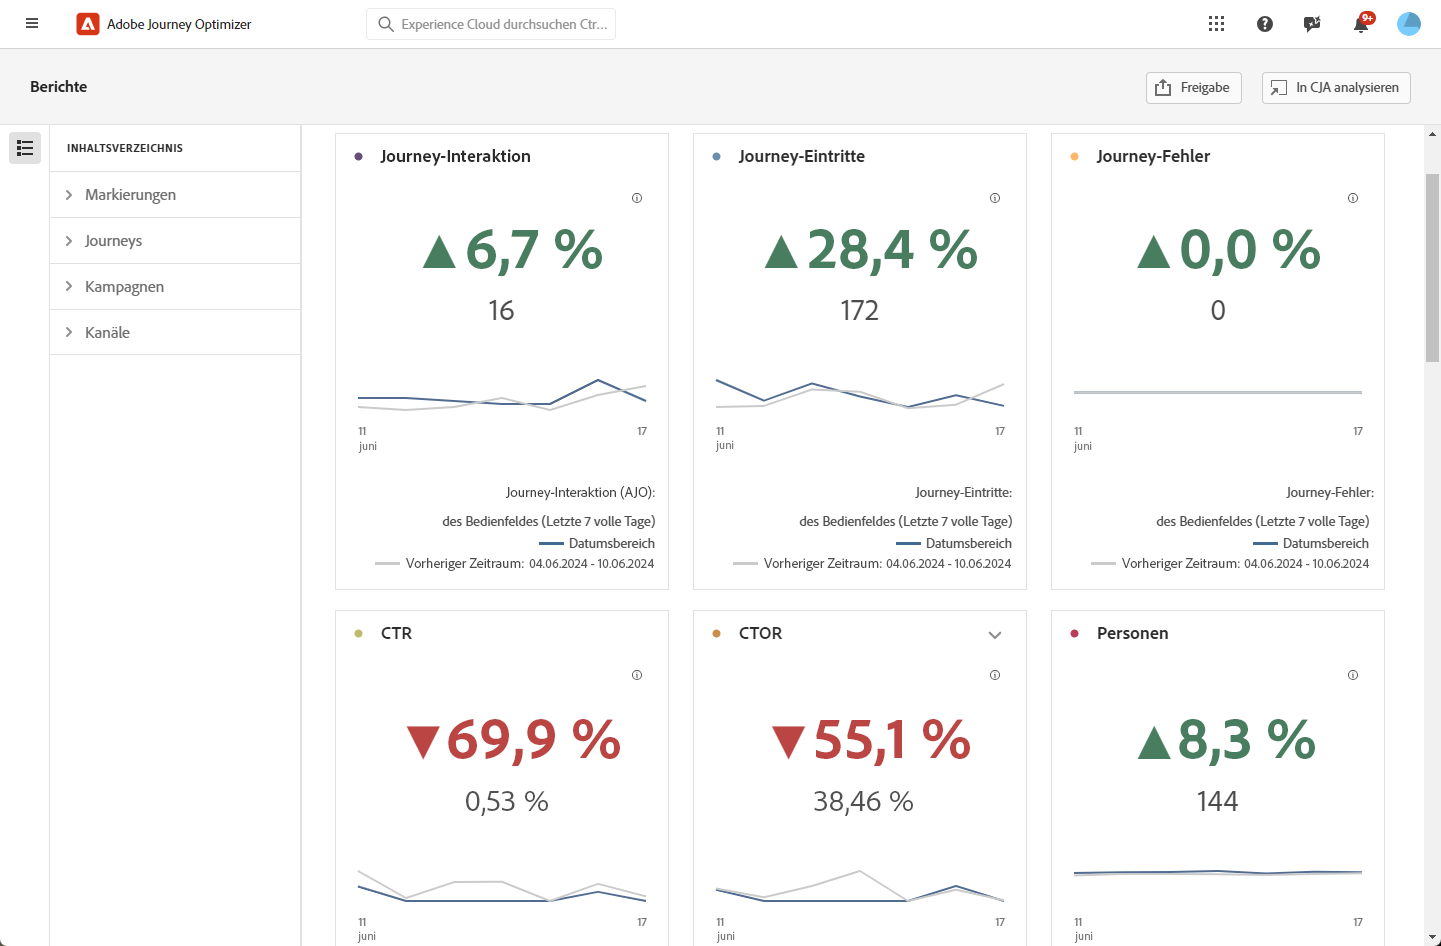 Adobe Journey Optimizer
Experience Cloud durchsuchen Ctr...
9+
Berichte
Freigabe
In CJA analysieren
INHALTSVERZEICHNIS
Markierungen
Journeys
Kampagnen
Kanäle
Journey-Interaktion
▲6,7 %
16
11
juni
17
Journey-Interaktion (AJO):
des Bedienfeldes (Letzte 7 volle Tage)
Datumsbereich
Vorheriger Zeitraum: 04.06.2024 - 10.06.2024
Journey-Eintritte
▲28,4 %
172
11
juni
17
Journey-Eintritte:
des Bedienfeldes (Letzte 7 volle Tage)
Datumsbereich
Vorheriger Zeitraum: 04.06.2024 - 10.06.2024
Journey-Fehler
▲0,0 %
0
11
juni
17
Journey-Fehler:
des Bedienfeldes (Letzte 7 volle Tage)
Datumsbereich
Vorheriger Zeitraum: 04.06.2024 - 10.06.2024
CTR
▼69,9 %
0,53 %
11
juni
17
CTOR
▼55,1 %
38,46 %
11
juni
17
Personen
▲8,3 %
144
11
juni
17